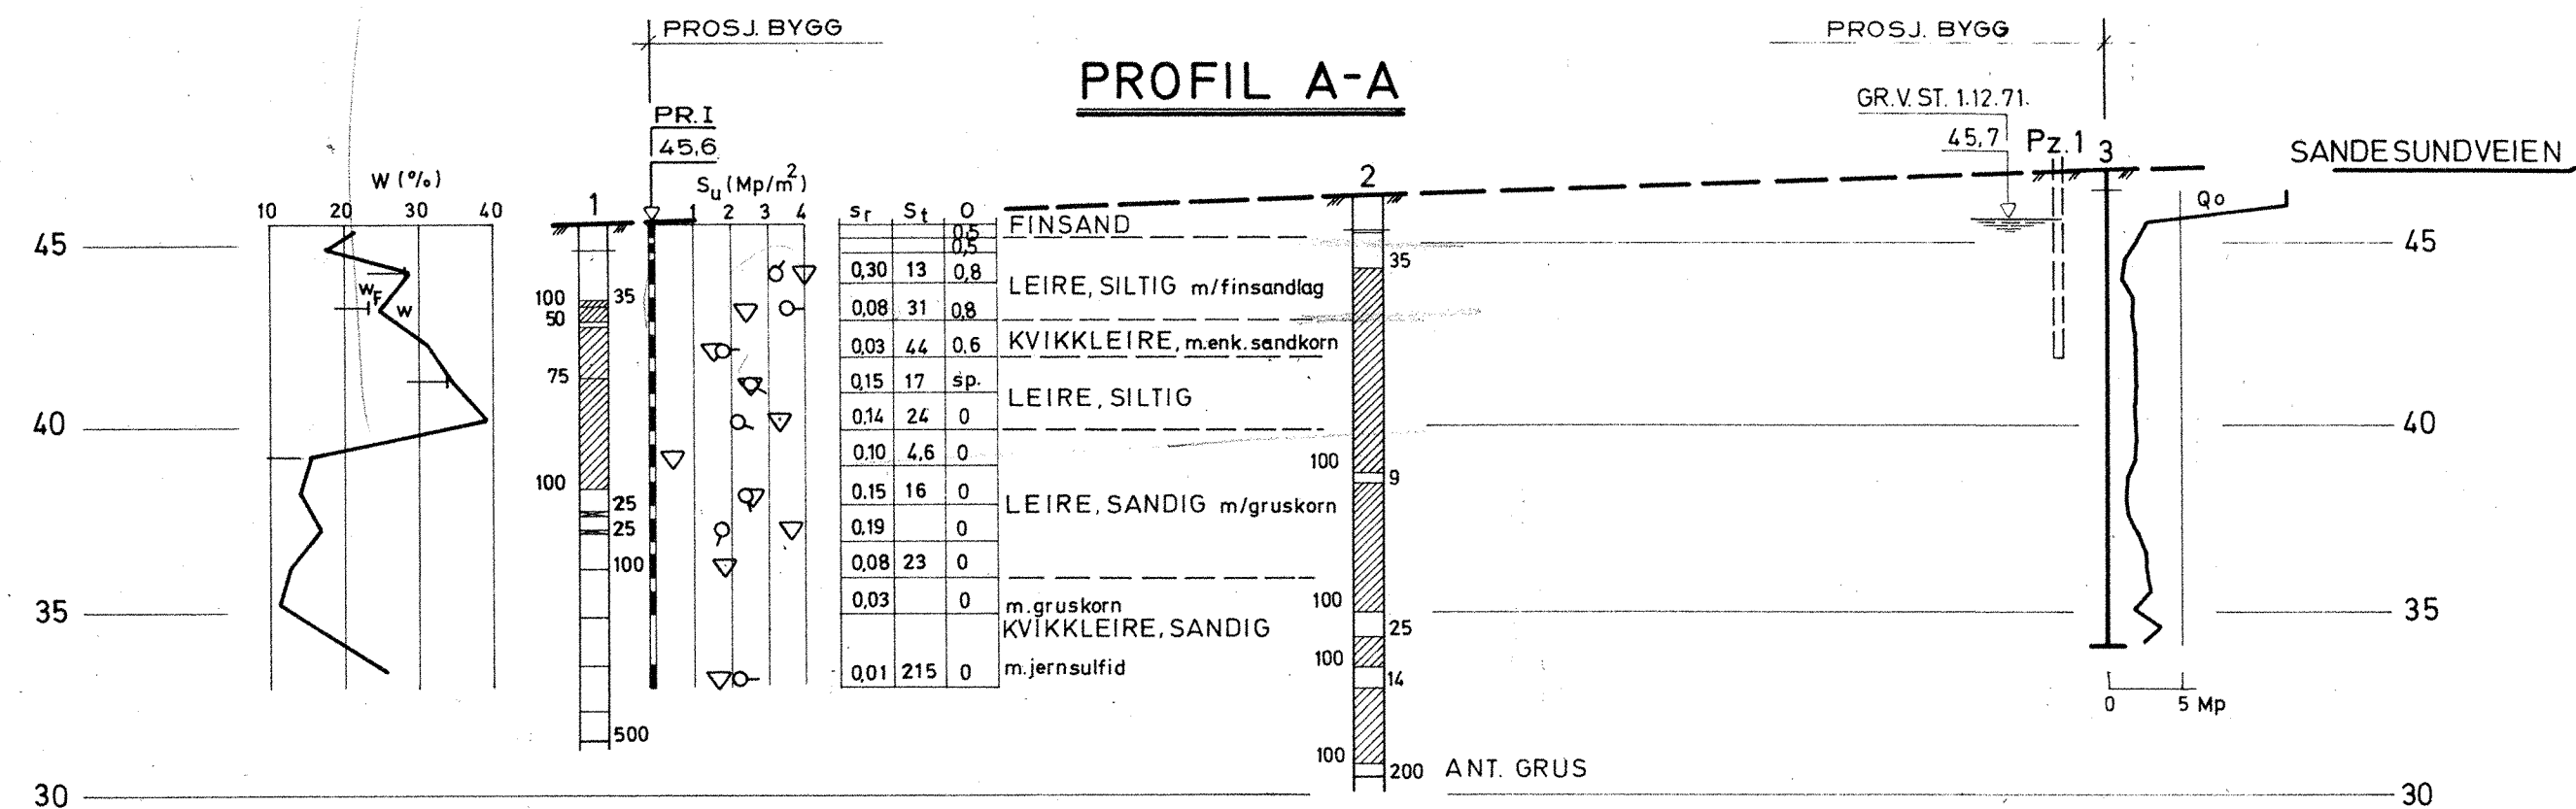 PROSJ. BYGG
PROSJ. BYGG
PROFIL A-A
GR.V. ST. 1.12.71.
45,7
Pz.1
3
SANDESUNDVEIEN
PR.I
45,6
W (%)
10 20 30 40
1
Su (Mp/m²)
1 2 3 4
sr St O
0,5
0,5
0,30 13 0,8
0,08 31 0,8
0,03 44 0,6
0,15 17 sp.
0.14 24 0
0.10 4,6 0
0.15 16 0
0.19 0
0,08 23 0
0,03 0
0,01 215 0
FINSAND
LEIRE, SILTIG m/finsandlag
KVIKKLEIRE, m.enk.sandkorn
LEIRE, SILTIG
LEIRE, SANDIG m/gruskorn
m.gruskorn
KVIKKLEIRE, SANDIG
m.jernsulfid
WF
W
100
50
75
100
35
25
25
100
500
2
35
100
9
100
25
100
14
100
200 ANT. GRUS
Qo
0 5 Mp
45
40
35
30
45
40
35
30